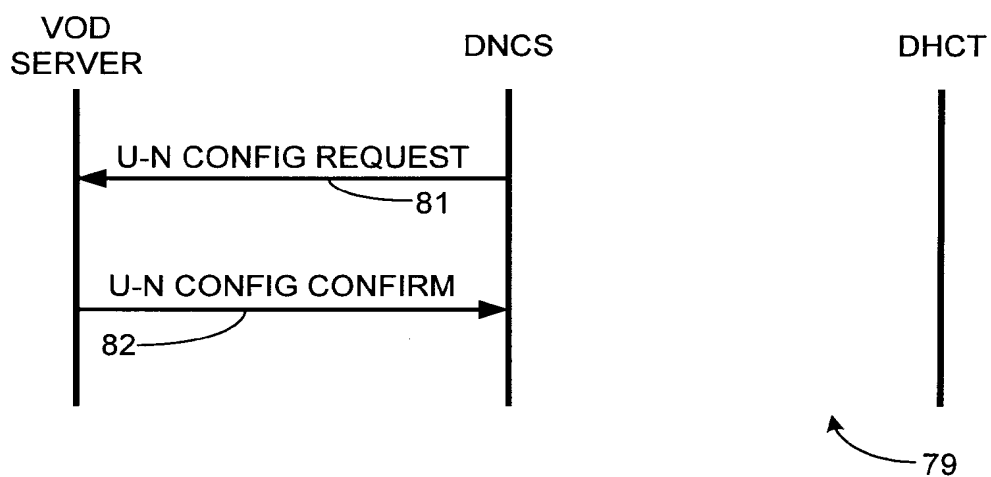 VOD
SERVER
DNCS
DHCT
U-N CONFIG REQUEST
81
U-N CONFIG CONFIRM
82
79